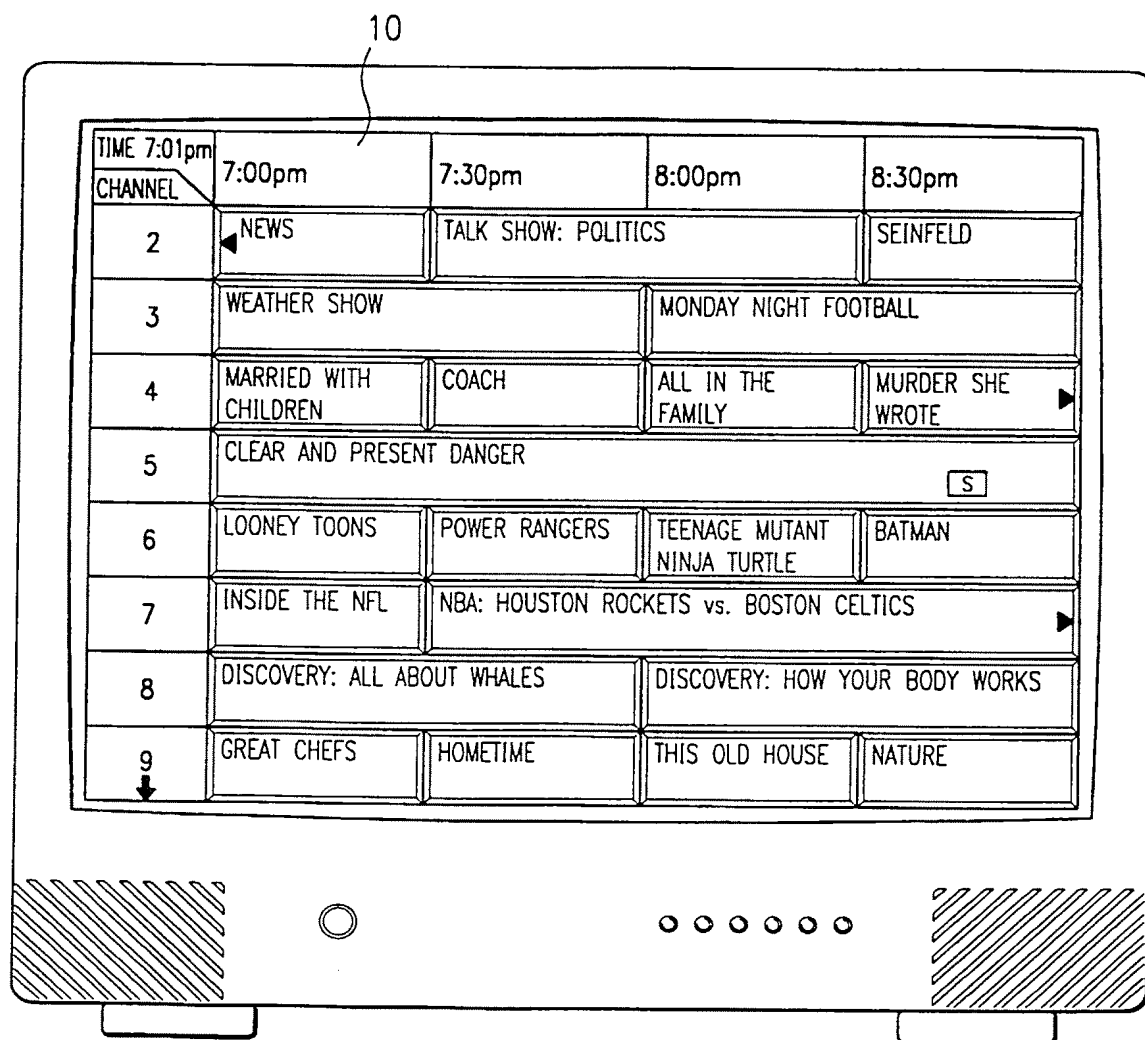 10
TIME 7:01pm
CHANNEL
7:00pm
7:30pm
8:00pm
8:30pm
2
NEWS
TALK SHOW: POLITICS
SEINFELD
3
WEATHER SHOW
MONDAY NIGHT FOOTBALL
4
MARRIED WITH
CHILDREN
COACH
ALL IN THE
FAMILY
MURDER SHE
WROTE
5
CLEAR AND PRESENT DANGER
S
6
LOONEY TOONS
POWER RANGERS
TEENAGE MUTANT
NINJA TURTLE
BATMAN
7
INSIDE THE NFL
NBA: HOUSTON ROCKETS vs. BOSTON CELTICS
8
DISCOVERY: ALL ABOUT WHALES
DISCOVERY: HOW YOUR BODY WORKS
9
GREAT CHEFS
HOMETIME
THIS OLD HOUSE
NATURE